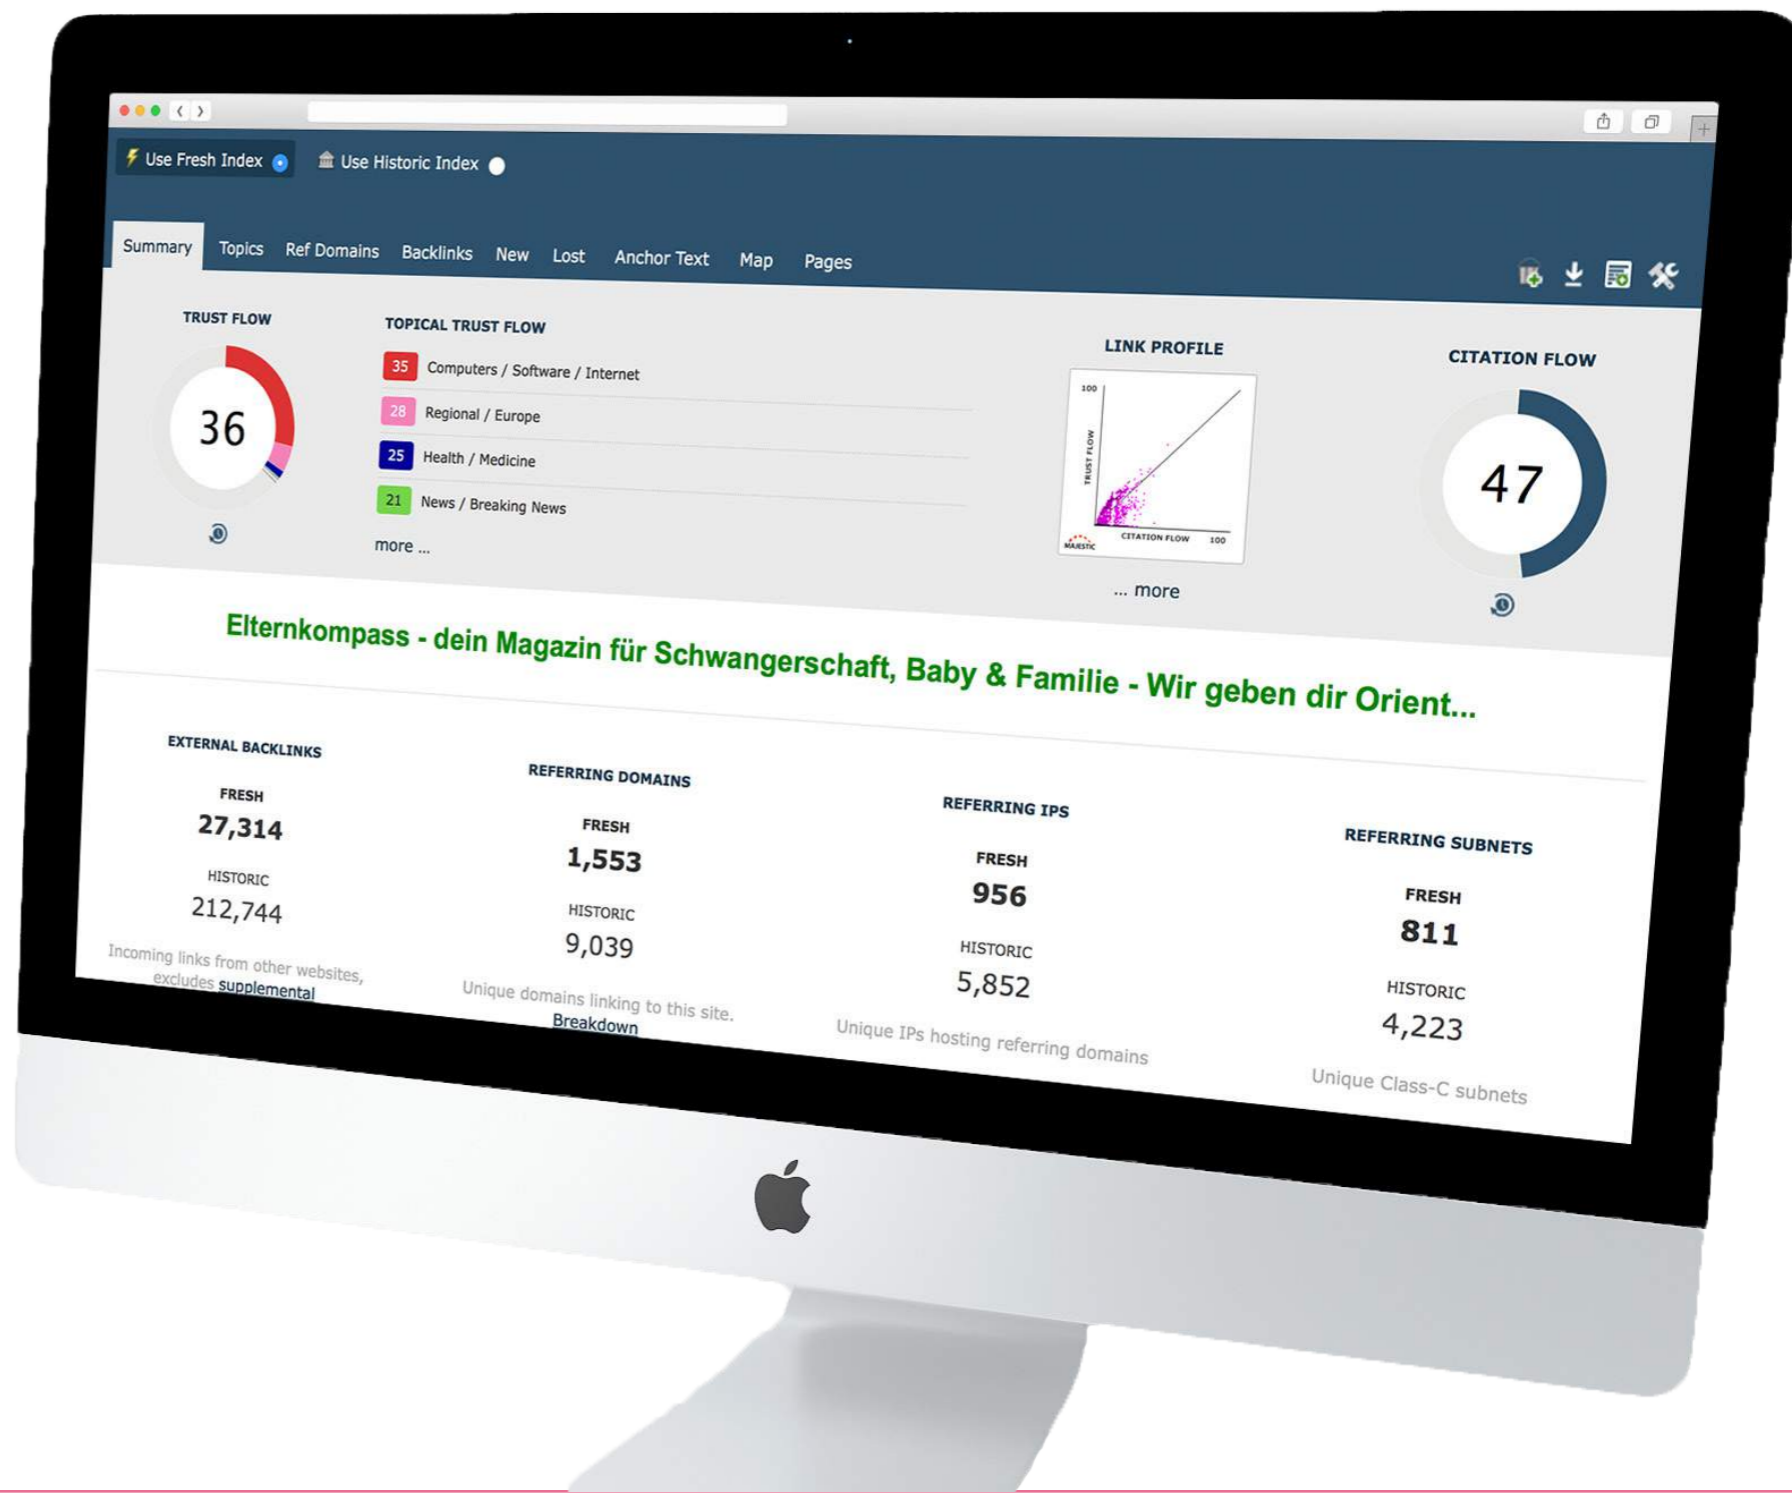 Use Fresh Index
Use Historic Index
Summary Topics Ref Domains Backlinks New Lost Anchor Text Map Pages
TRUST FLOW
36
TOPICAL TRUST FLOW
35 Computers / Software / Internet
28 Regional / Europe
25 Health / Medicine
21 News / Breaking News
more ...
LINK PROFILE
100
TRUST FLOW
CITATION FLOW 100
MAJESTIC
... more
CITATION FLOW
47
Elternkompass - dein Magazin für Schwangerschaft, Baby & Familie - Wir geben dir Orient...
EXTERNAL BACKLINKS
FRESH
27,314
HISTORIC
212,744
Incoming links from other websites,
excludes supplemental
REFERRING DOMAINS
FRESH
1,553
HISTORIC
9,039
Unique domains linking to this site.
Breakdown
REFERRING IPS
FRESH
956
HISTORIC
5,852
Unique IPs hosting referring domains
REFERRING SUBNETS
FRESH
811
HISTORIC
4,223
Unique Class-C subnets